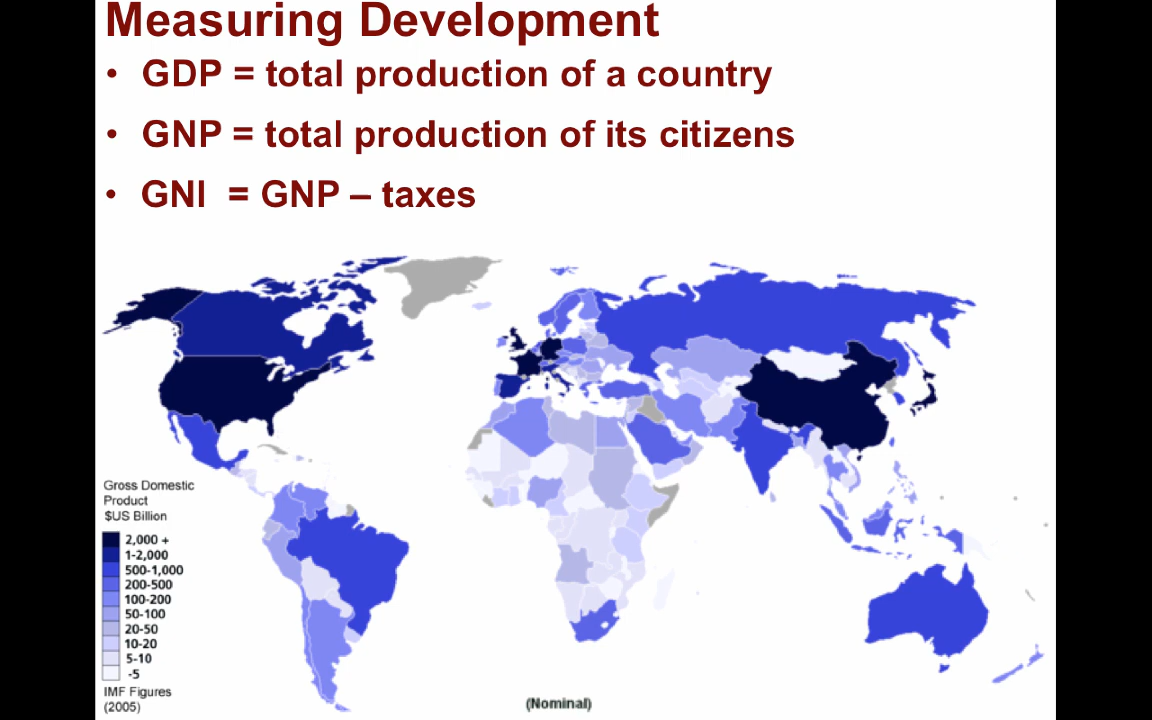 Measuring Development
• GDP = total production of a country
• GNP = total production of its citizens
• GNI = GNP – taxes
Gross Domestic
Product
$US Billion
2,000 +
1-2,000
500-1,000
200-500
100-200
50-100
20-50
10-20
5-10
-5
IMF Figures
(2005)
(Nominal)